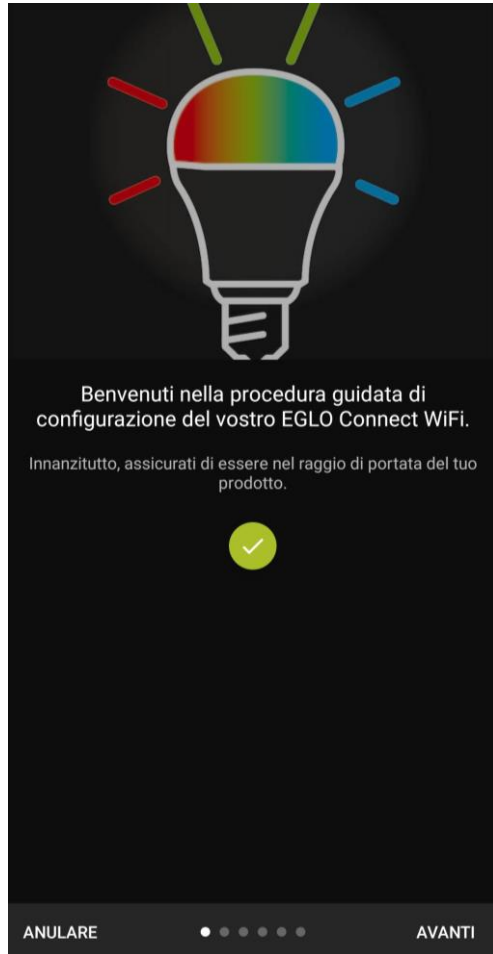 Benvenuti nella procedura guidata di
configurazione del vostro EGLO Connect WiFi.
Innanzitutto, assicurati di essere nel raggio di portata del tuo
prodotto.
ANULARE
AVANTI